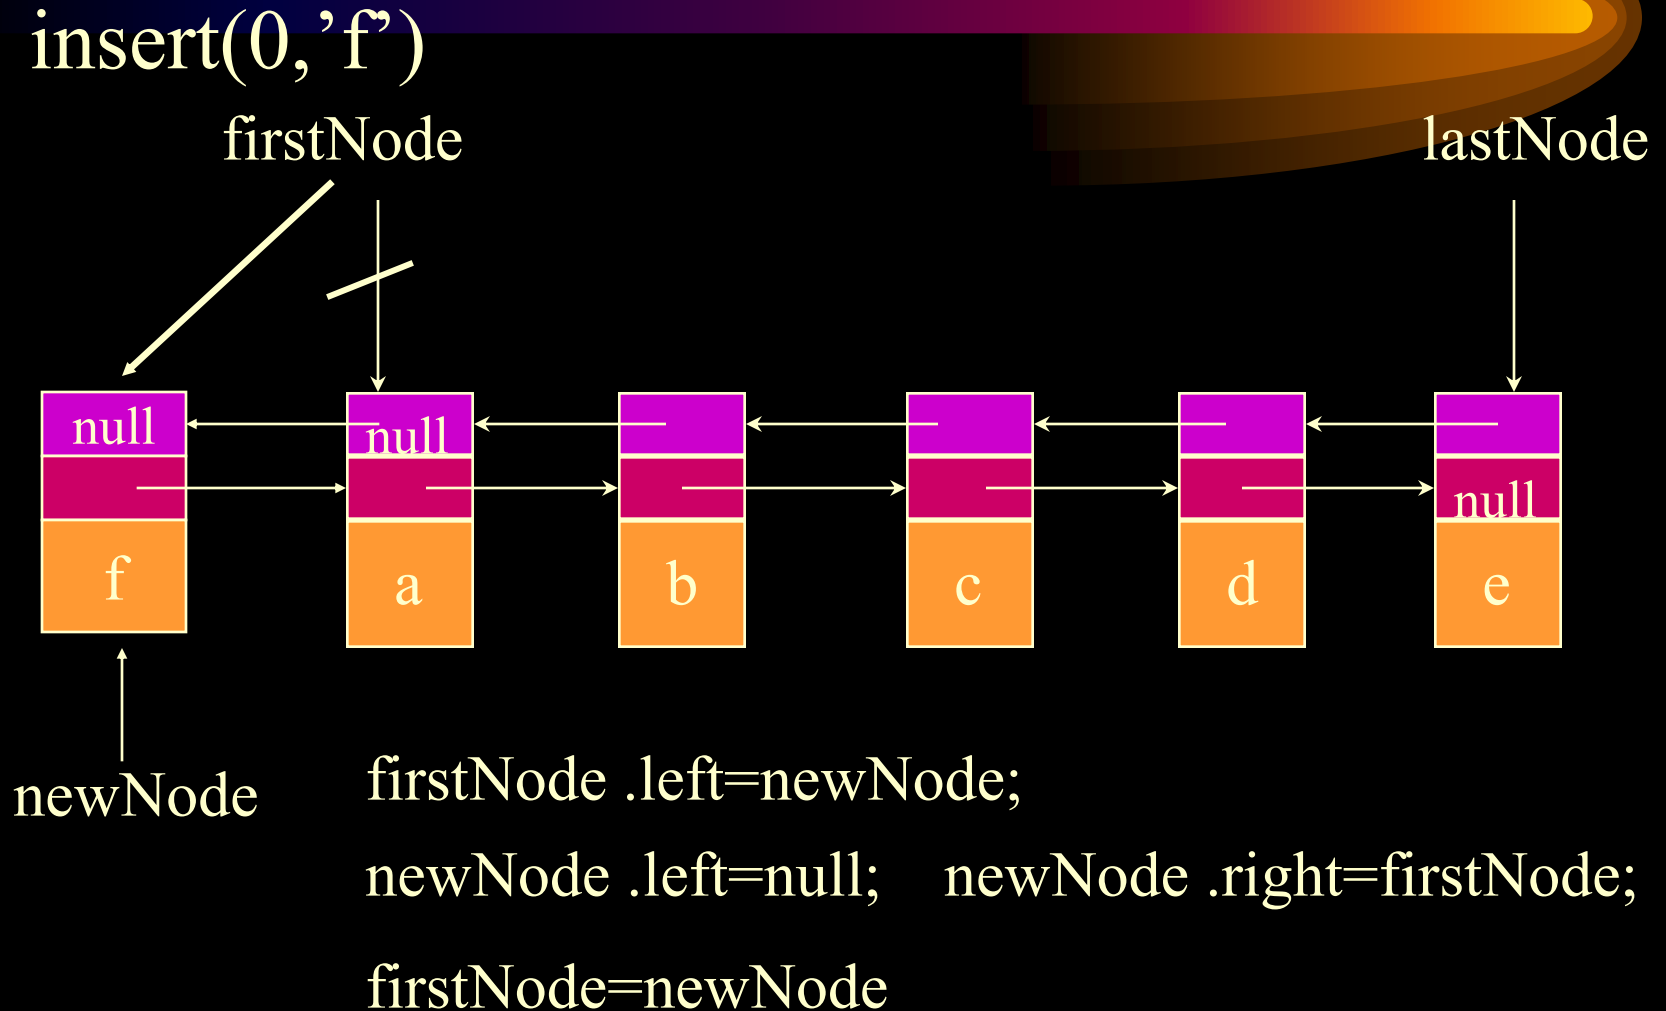 insert(0,’f’)
firstNode lastNode
null null
null
f a b c d e
newNode
firstNode .left=newNode;
newNode .left=null; newNode .right=firstNode;
firstNode=newNode